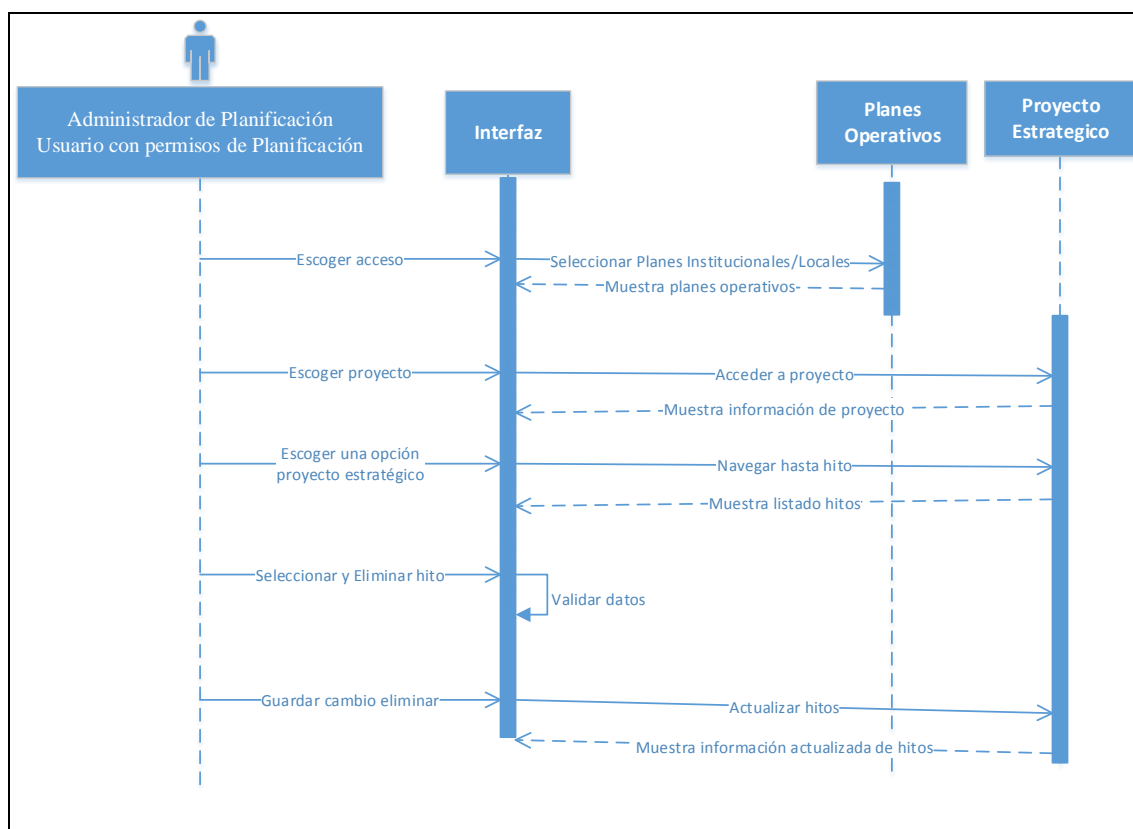 Administrador de Planificación
Usuario con permisos de Planificación
Interfaz
Planes
Operativos
Proyecto
Estrategico
Escoger acceso
Seleccionar Planes Institucionales/Locales
Muestra planes operativos
Escoger proyecto
Acceder a proyecto
Muestra información de proyecto
Escoger una opción
proyecto estratégico
Navegar hasta hito
Muestra listado hitos
Seleccionar y Eliminar hito
Validar datos
Guardar cambio eliminar
Actualizar hitos
Muestra información actualizada de hitos